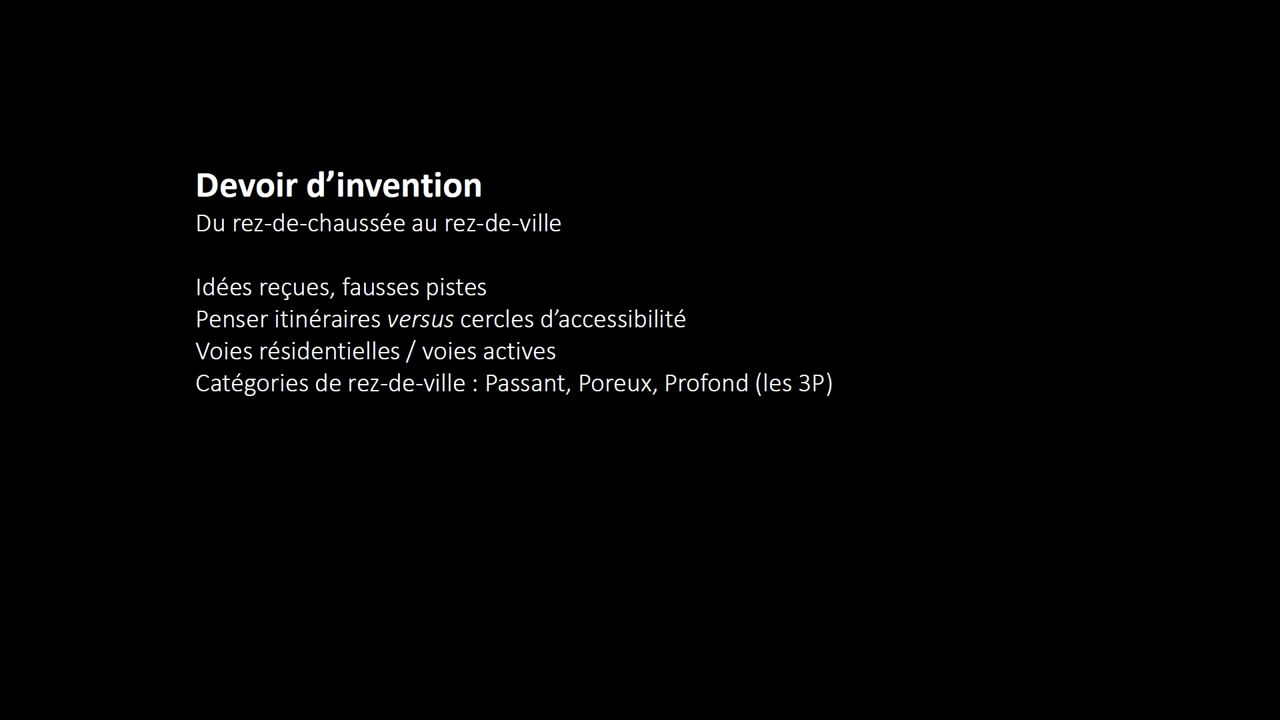 Devoir d’invention
Du rez-de-chaussée au rez-de-ville
Idées reçues, fausses pistes
Penser itinéraires versus cercles d’accessibilité
Voies résidentielles / voies actives
Catégories de rez-de-ville : Passant, Poreux, Profond (les 3P)